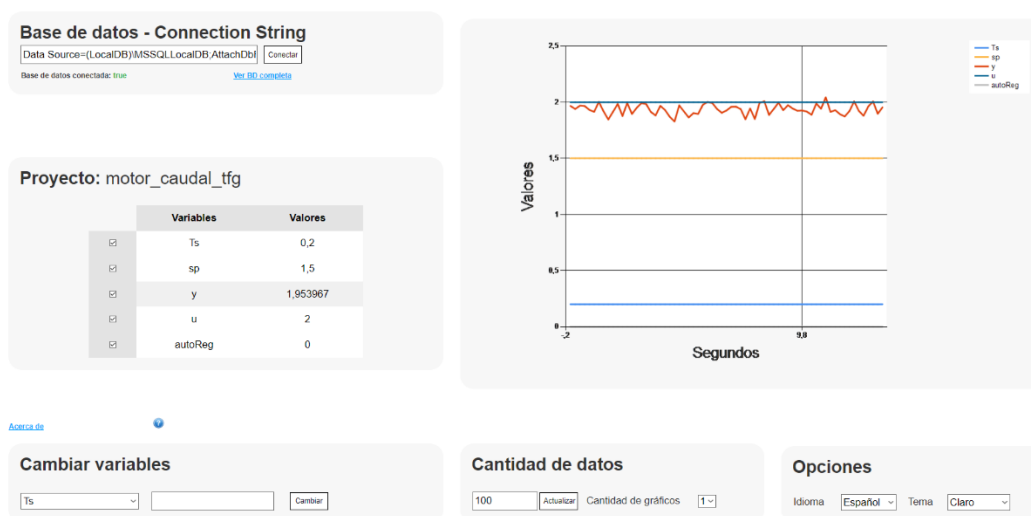 Base de datos - Connection String
Data Source=(LocalDB)\MSSQLLocalDB;AttachDbF
Conectar
Base de datos conectada: true
Ver BD completa
Proyecto: motor_caudal_tfg
Variables Valores
Ts 0,2
sp 1,5
y 1,953967
u 2
autoReg 0
2,5
2
1,5
1
0,5
0
Valores
-,2
9,8
Segundos
Ts
sp
y
u
autoReg
Acerca de
?
Cambiar variables
Ts
Cambiar
Cantidad de datos
100
Actualizar
Cantidad de gráficos
1
Opciones
Idioma Español Tema Claro